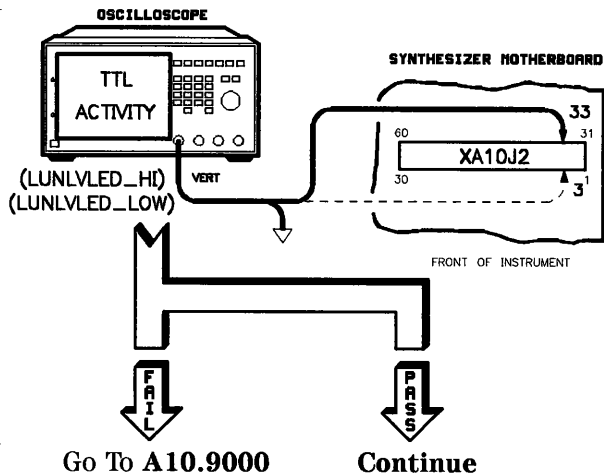 OSCILLOSCOPE
TTL
ACTIVITY
SYNTHESIZER MOTHERBOARD
33
60
31
XA10J2
30
3
1
(LUNLVLED_HI)
(LUNLVLED_LOW)
VERT
FRONT OF INSTRUMENT
FAIL
PASS
Go To A10.9000
Continue